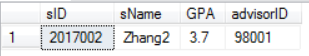 sID sName GPA advisorID
1 2017002 Zhang2 3.7 98001